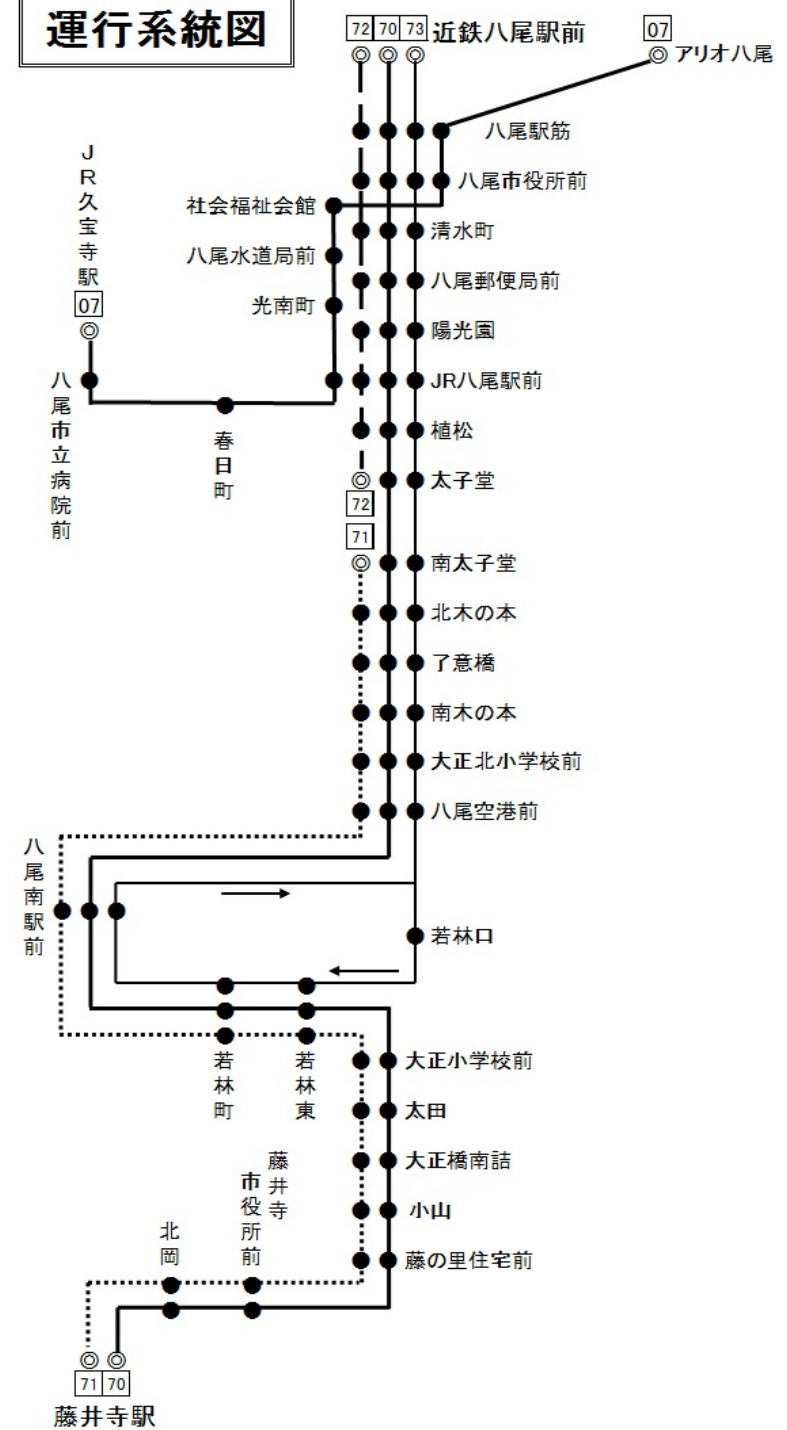 運行系統図
72 70 73 近鉄八尾駅前
07
アリオ八尾
八尾駅筋
八尾市役所前
JR久宝寺駅
07
社会福祉会館
清水町
八尾水道局前
八尾郵便局前
光南町
陽光園
八尾市立病院前
JR八尾駅前
春日町
植松
太子堂
72
71
南太子堂
北木の本
了意橋
南木の本
大正北小学校前
八尾空港前
八尾南駅前
若林口
若林町
若林東
大正小学校前
太田
大正橋南詰
小山
藤の里住宅前
藤井寺
市役所前
北岡
71 70
藤井寺駅